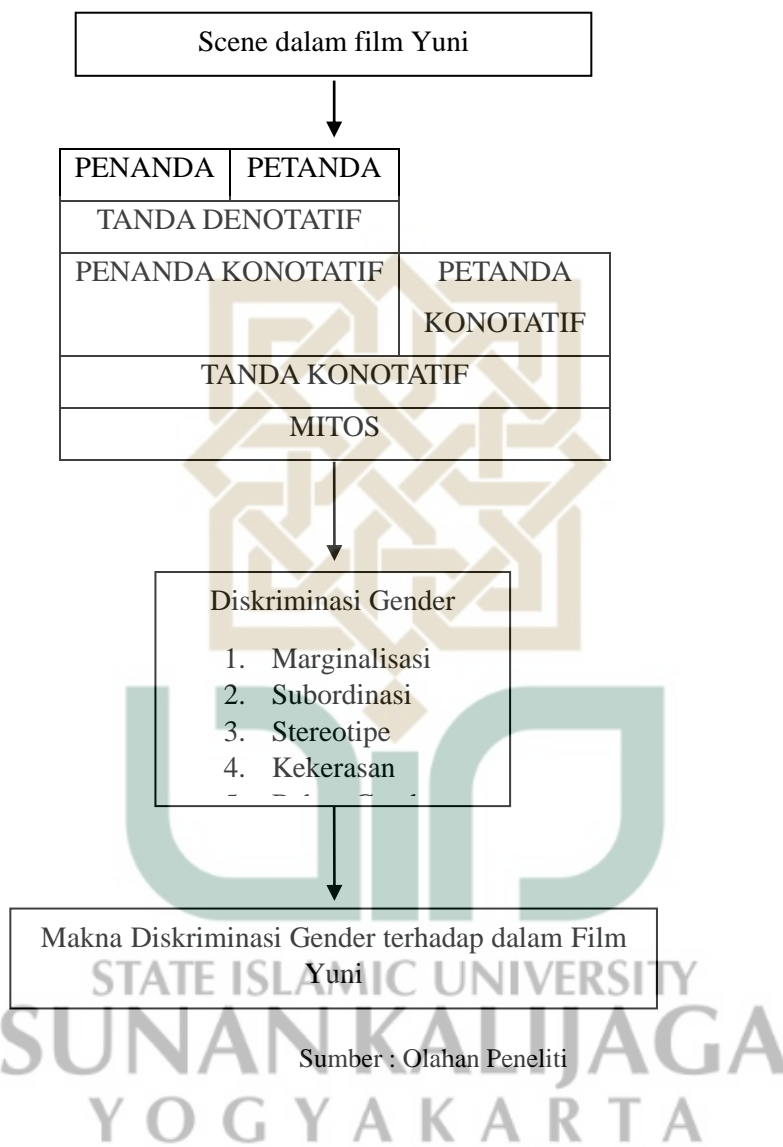 Scene dalam film Yuni
PENANDA PETANDA
TANDA DENOTATIF
PENANDA KONOTATIF PETANDA
KONOTATIF
TANDA KONOTATIF
MITOS
Diskriminasi Gender
1. Marginalisasi
2. Subordinasi
3. Stereotipe
4. Kekerasan
Makna Diskriminasi Gender terhadap dalam Film
Yuni
STATE ISLAMIC UNIVERSITY
SUNAN KALIJAGA
Sumber : Olahan Peneliti
YOGYAKARTA